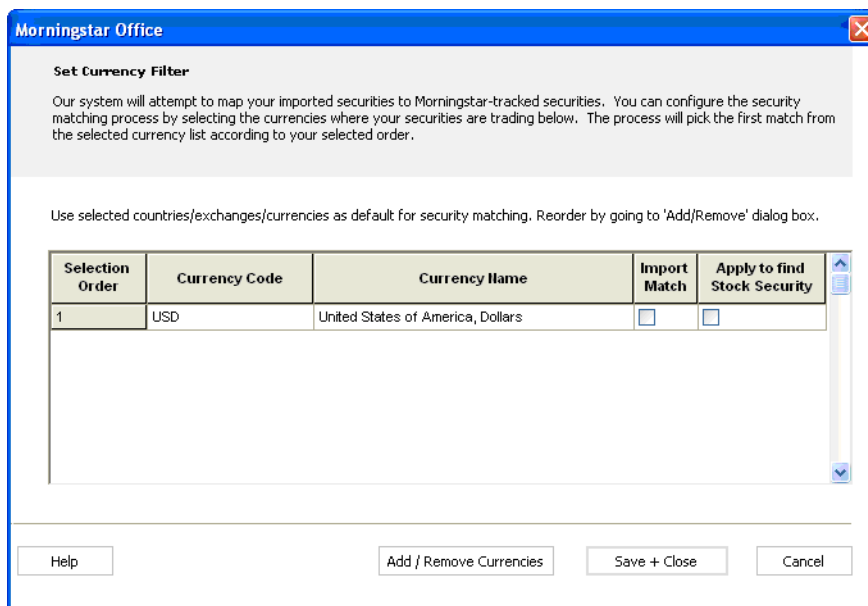 Morningstar Office
Set Currency Filter
Our system will attempt to map your imported securities to Morningstar-tracked securities. You can configure the security
matching process by selecting the currencies where your securities are trading below. The process will pick the first match from
the selected currency list according to your selected order.
Use selected countries/exchanges/currencies as default for security matching. Reorder by going to 'Add/Remove' dialog box.
Selection Order Currency Code Currency Name Import Match Apply to find Stock Security
1 USD United States of America, Dollars
Help Add / Remove Currencies Save + Close Cancel